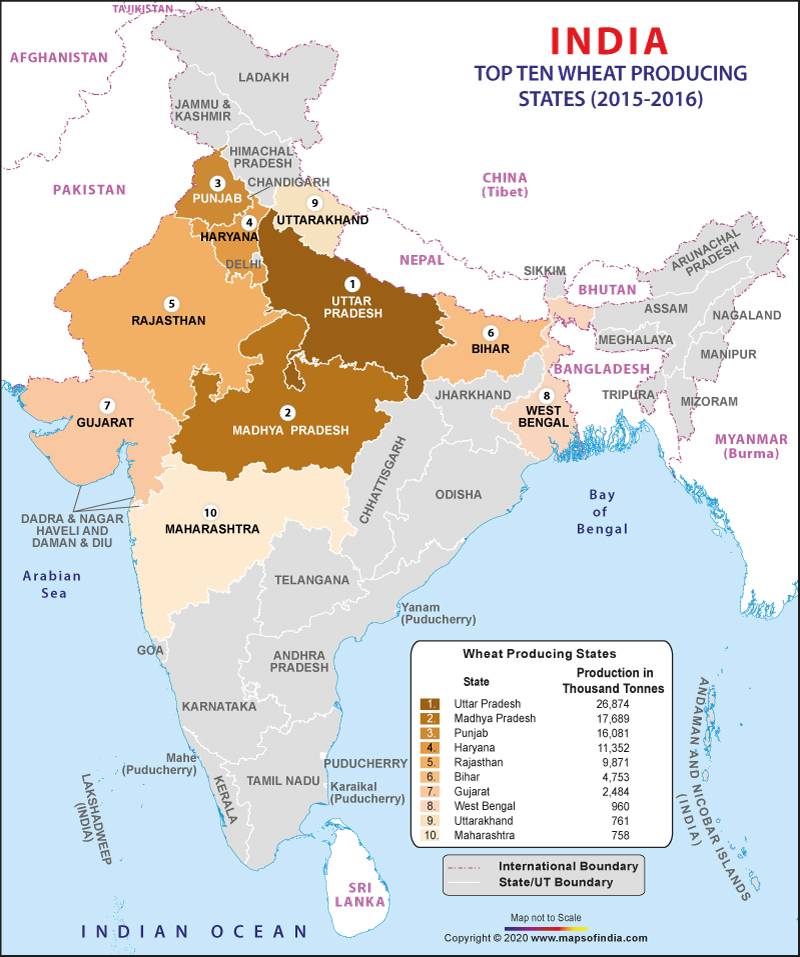 INDIA
TOP TEN WHEAT PRODUCING
STATES (2015-2016)
TAJIKISTAN
AFGHANISTAN
LADAKH
JAMMU &
KASHMIR
HIMACHAL
PRADESH
CHANDIGARH
PAKISTAN
CHINA
(Tibet)
3
PUNJAB
9
UTTARAKHAND
4
HARYANA
DELHI
NEPAL
SIKKIM
BHUTAN
ARUNACHAL
PRADESH
ASSAM
NAGALAND
MEGHALAYA
MANIPUR
BANGLADESH
TRIPURA
MIZORAM
MYANMAR
(Burma)
1
UTTAR
PRADESH
5
RAJASTHAN
6
BIHAR
JHARKHAND
8
WEST
BENGAL
7
GUJARAT
2
MADHYA PRADESH
CHHATTISGARH
ODISHA
10
MAHARASHTRA
DADRA & NAGAR
HAVELI AND
DAMAN & DIU
Arabian
Sea
Bay
of
Bengal
TELANGANA
Yanam
(Puducherry)
GOA
ANDHRA
PRADESH
KARNATAKA
Mahe
(Puducherry)
PUDUCHERRY
TAMIL NADU
Karaikal
(Puducherry)
KERALA
LAKSHADWEEP
(INDIA)
ANDAMAN AND NICOBAR ISLANDS
(INDIA)
SRI
LANKA
INDIAN OCEAN
Wheat Producing States
State Production in
Thousand Tonnes
1. Uttar Pradesh 26,874
2. Madhya Pradesh 17,689
3. Punjab 16,081
4. Haryana 11,352
5. Rajasthan 9,871
6. Bihar 4,753
7. Gujarat 2,484
8. West Bengal 960
9. Uttarakhand 761
10. Maharashtra 758
International Boundary
State/UT Boundary
Map not to Scale
Copyright © 2020 www.mapsofindia.com